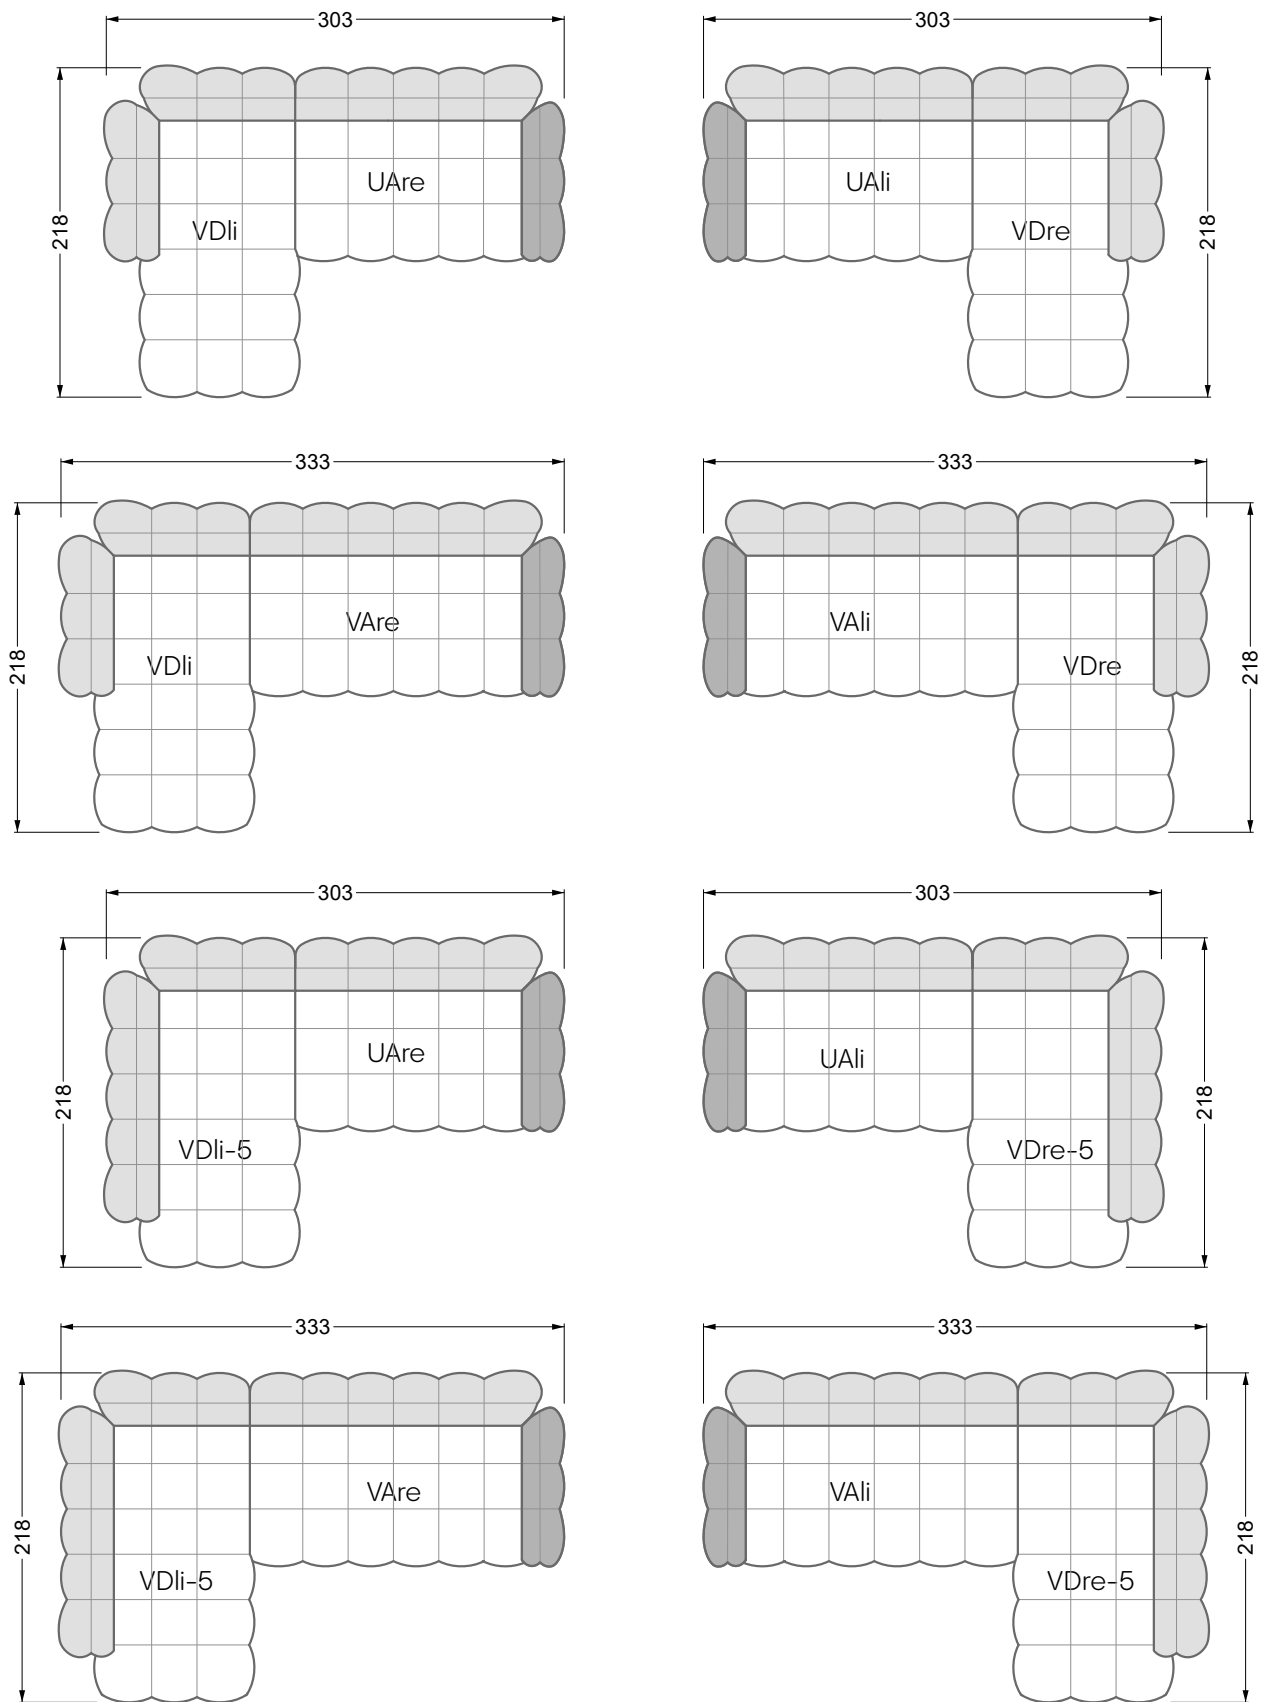 303
303
218
VDli
UAre
UAli
VDre
218
333
333
218
VDli
VAre
VAli
VDre
218
303
303
218
VDli-5
UAre
UAli
VDre-5
218
333
333
218
VDli-5
VAre
VAli
VDre-5
218